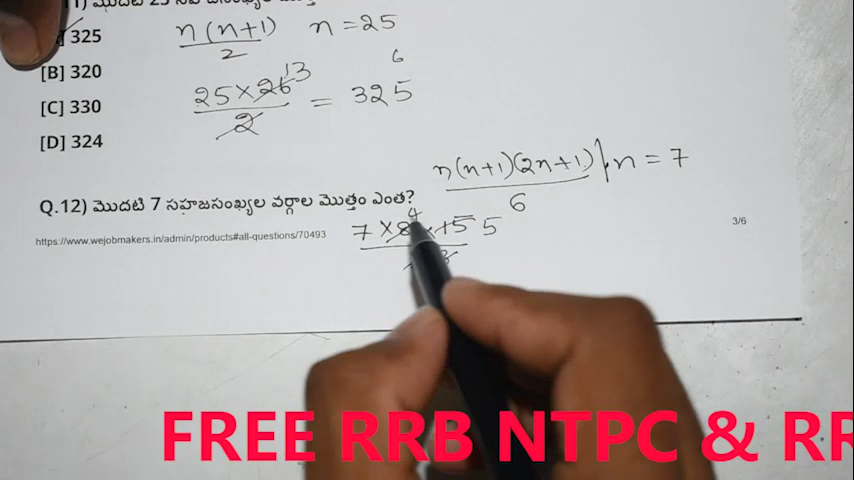 325
n(n+1)/2 n=25
[B] 320
6
[C] 330
25×26 13/2 = 325
[D] 324
n(n+1)(2n+1)/6 n=7
Q.12) మొదటి 7 సహజసంఖ్యల వర్గాల మొత్తం ఎంత?
https://www.wejobmakers.in/admin/products#all-questions/70493
4
7×8 15 5
3/6
FREE RRB NTPC & RR